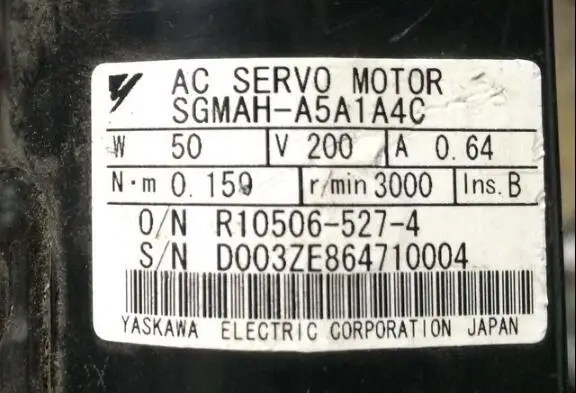 AC SERVO MOTOR
SGMAH-A5A1A4C
W 50 V 200 A 0.64
N·m 0.159 r/min 3000 Ins. B
O/N R10506-527-4
S/N D003ZE864710004
YASKAWA ELECTRIC CORPORATION JAPAN